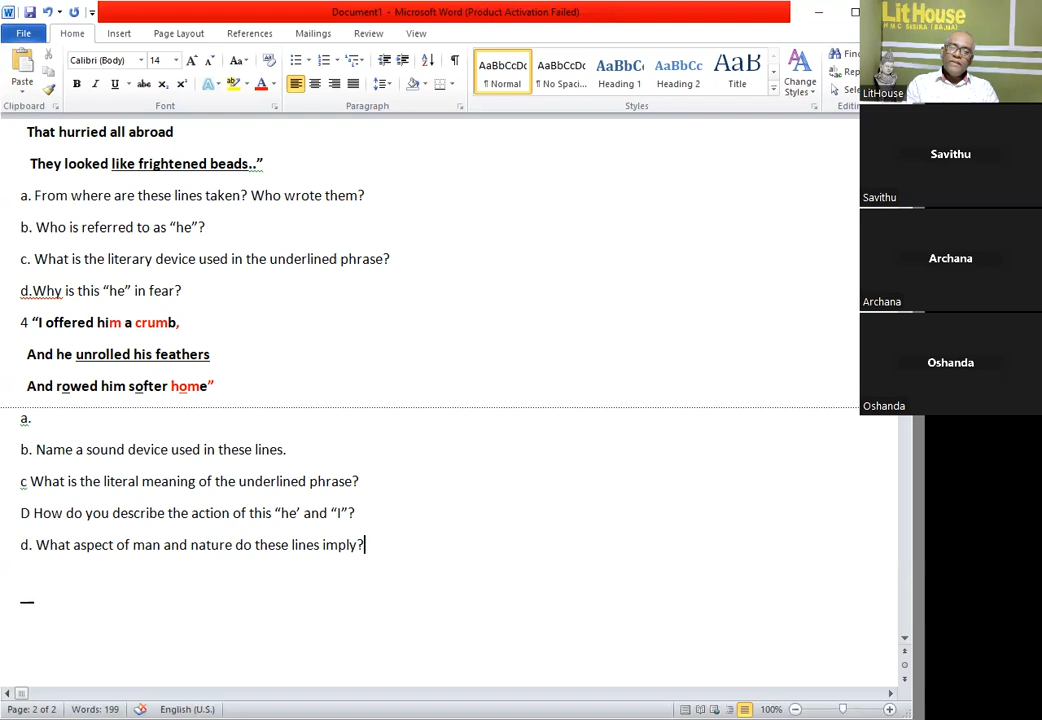 Document1 - Microsoft Word (Product Activation Failed)
File Home Insert Page Layout References Mailings Review View
Calibri (Body) 14
Paste
Clipboard Font Paragraph Styles
AaBbCcDc AaBbCcDc AaBbC AaBbCc AaB
¶ Normal ¶ No Spaci... Heading 1 Heading 2 Title
Change Styles
Find
That hurried all abroad
They looked like frightened beads..”
a. From where are these lines taken? Who wrote them?
b. Who is referred to as “he”?
c. What is the literary device used in the underlined phrase?
d.Why is this “he” in fear?
4 “I offered him a crumb,
And he unrolled his feathers
And rowed him softer home”
a.
b. Name a sound device used in these lines.
c What is the literal meaning of the underlined phrase?
D How do you describe the action of this “he’ and “I”?
d. What aspect of man and nature do these lines imply?
Page: 2 of 2 Words: 199 English (U.S.) 100%
LitHouse
LitHouse
Savithu
Savithu
Archana
Archana
Oshanda
Oshanda